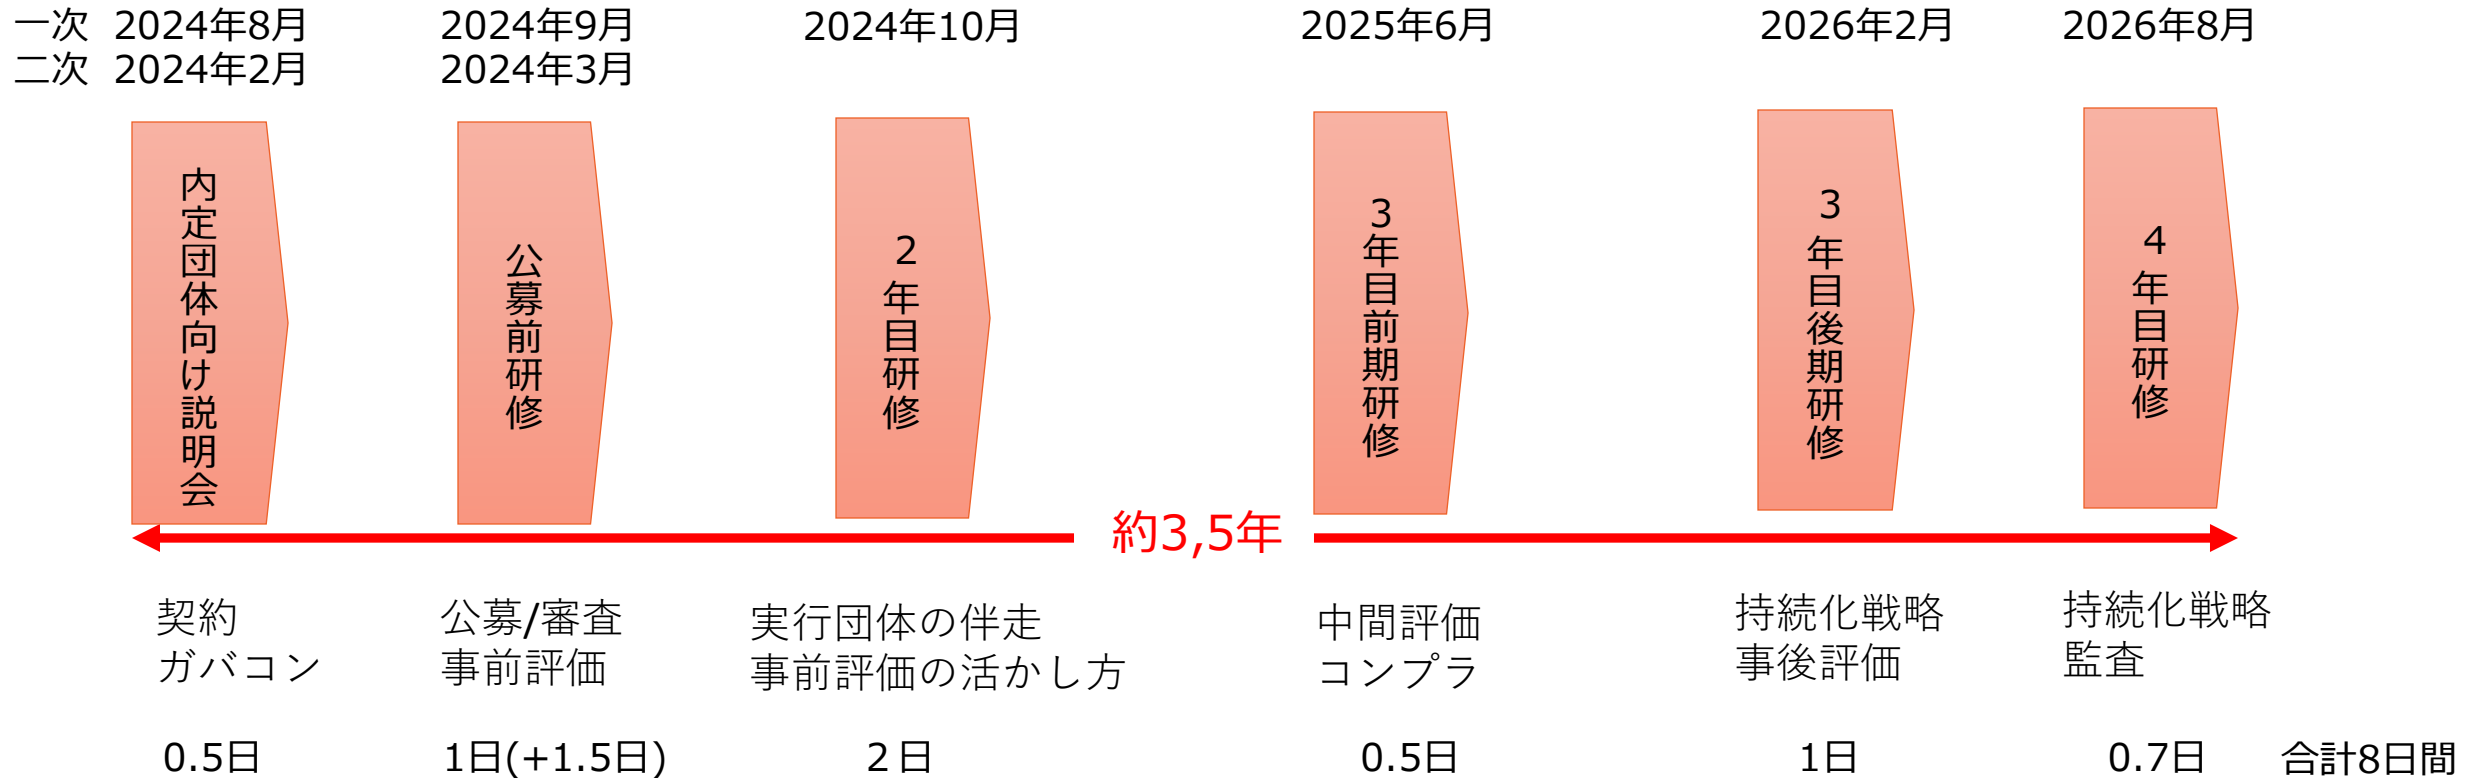 一次 2024年8月 2024年9月 2024年10月 2025年6月 2026年2月 2026年8月
二次 2024年2月 2024年3月
内定団体向け説明会
公募前研修
2年目研修
3年目前期研修
3年目後期研修
4年目研修
約3,5年
契約
ガバコン
公募/審査
事前評価
実行団体の伴走
事前評価の活かし方
中間評価
コンプラ
持続化戦略
事後評価
持続化戦略
監査
0.5日 1日(+1.5日) 2日 0.5日 1日 0.7日 合計8日間